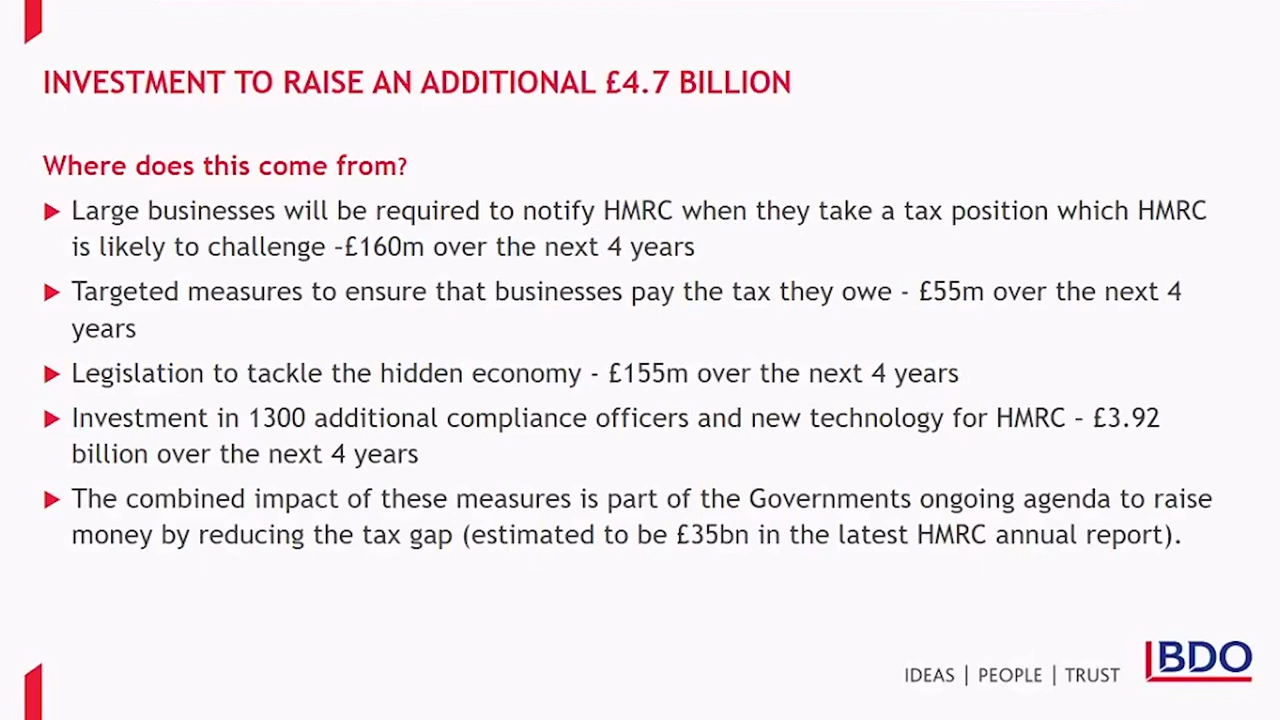 INVESTMENT TO RAISE AN ADDITIONAL £4.7 BILLION
Where does this come from?
Large businesses will be required to notify HMRC when they take a tax position which HMRC
is likely to challenge -£160m over the next 4 years
Targeted measures to ensure that businesses pay the tax they owe - £55m over the next 4
years
Legislation to tackle the hidden economy - £155m over the next 4 years
Investment in 1300 additional compliance officers and new technology for HMRC - £3.92
billion over the next 4 years
The combined impact of these measures is part of the Governments ongoing agenda to raise
money by reducing the tax gap (estimated to be £35bn in the latest HMRC annual report).
IDEAS | PEOPLE | TRUST
BDO